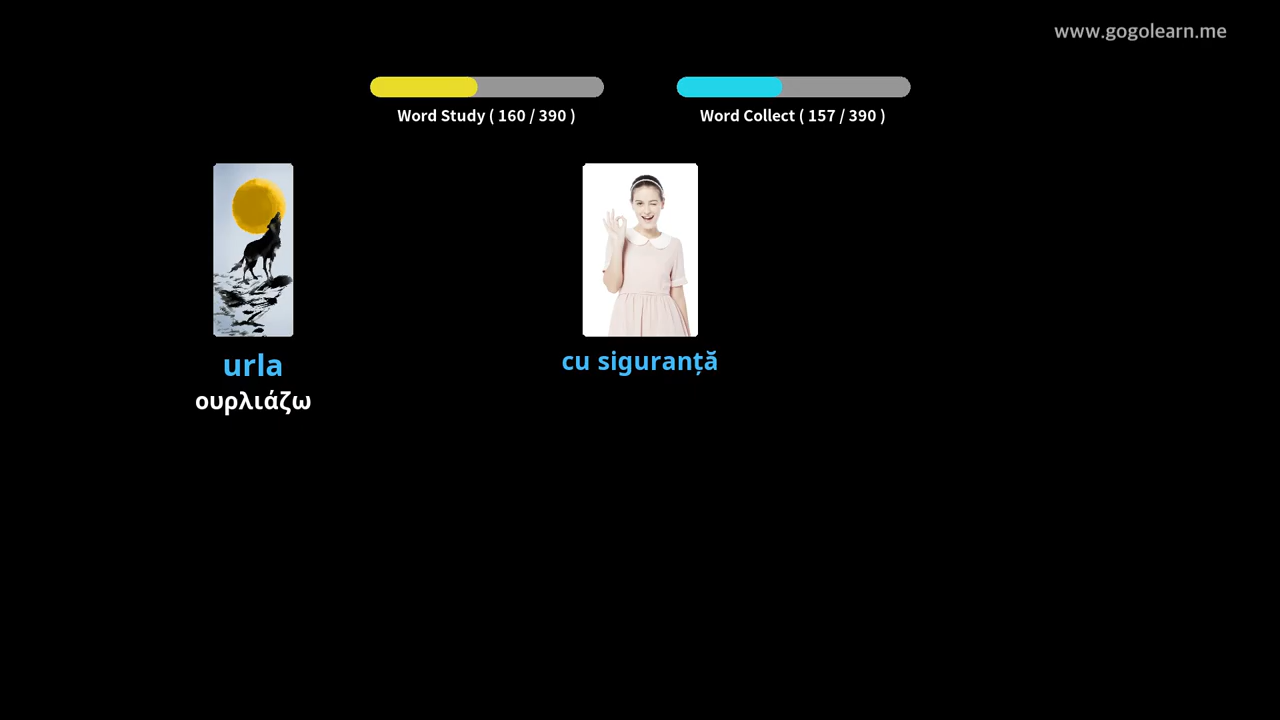 www.gogolearn.me
Word Study ( 160 / 390 )
Word Collect ( 157 / 390 )
urla
ουρλιάζω
cu siguranță